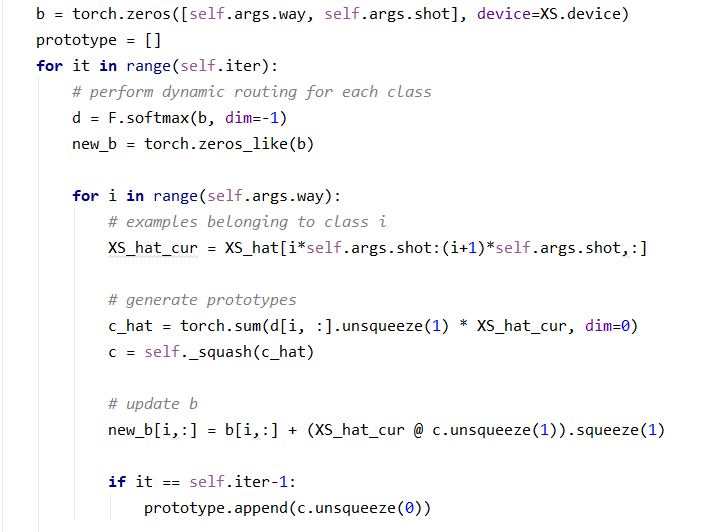 b = torch.zeros([self.args.way, self.args.shot], device=XS.device)
prototype = []
for it in range(self.iter):
# perform dynamic routing for each class
d = F.softmax(b, dim=-1)
new_b = torch.zeros_like(b)
for i in range(self.args.way):
# examples belonging to class i
XS_hat_cur = XS_hat[i*self.args.shot:(i+1)*self.args.shot,:]
# generate prototypes
c_hat = torch.sum(d[i, :].unsqueeze(1) * XS_hat_cur, dim=0)
c = self._squash(c_hat)
# update b
new_b[i,:] = b[i,:] + (XS_hat_cur @ c.unsqueeze(1)).squeeze(1)
if it == self.iter-1:
prototype.append(c.unsqueeze(0))